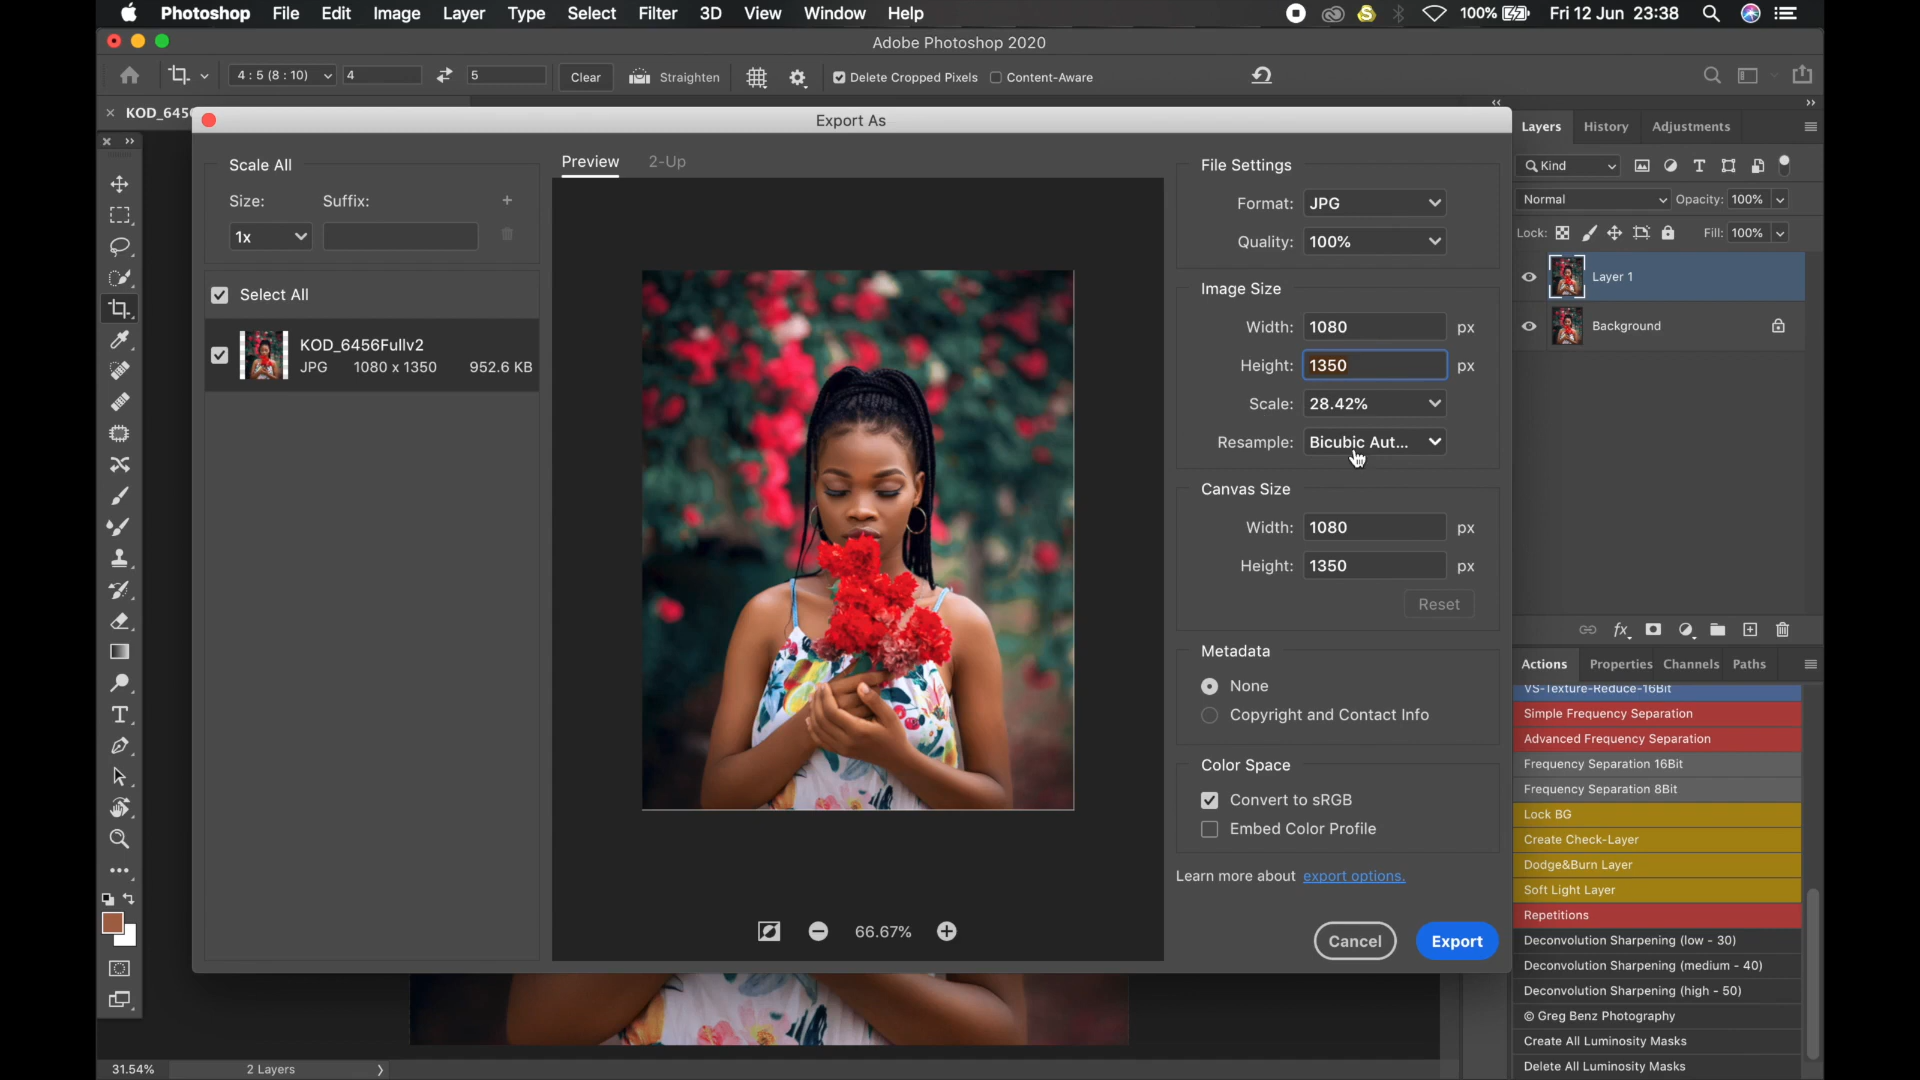 Photoshop File Edit Image Layer Type Select Filter 3D View Window Help 100% Fri 12 Jun 23:38
Adobe Photoshop 2020
4 : 5 (8 : 10) 4 5 Clear Straighten Delete Cropped Pixels Content-Aware
KOD_6456
Export As
Scale All
Size: Suffix:
1x
Select All
KOD_6456Fullv2
JPG 1080 x 1350 952.6 KB
Preview 2-Up
66.67%
File Settings
Format: JPG
Quality: 100%
Image Size
Width: 1080 px
Height: 1350 px
Scale: 28.42%
Resample: Bicubic Aut...
Canvas Size
Width: 1080 px
Height: 1350 px
Reset
Metadata
None
Copyright and Contact Info
Color Space
Convert to sRGB
Embed Color Profile
Learn more about export options.
Cancel Export
Layers History Adjustments
Kind
Normal Opacity: 100%
Lock: Fill: 100%
Layer 1
Background
fx
Actions Properties Channels Paths
VS-Texture-Reduce-16Bit
Simple Frequency Separation
Advanced Frequency Separation
Frequency Separation 16Bit
Frequency Separation 8Bit
Lock BG
Create Check-Layer
Dodge&Burn Layer
Soft Light Layer
Repetitions
Deconvolution Sharpening (low - 30)
Deconvolution Sharpening (medium - 40)
Deconvolution Sharpening (high - 50)
© Greg Benz Photography
Create All Luminosity Masks
Delete All Luminosity Masks
31.54% 2 Layers